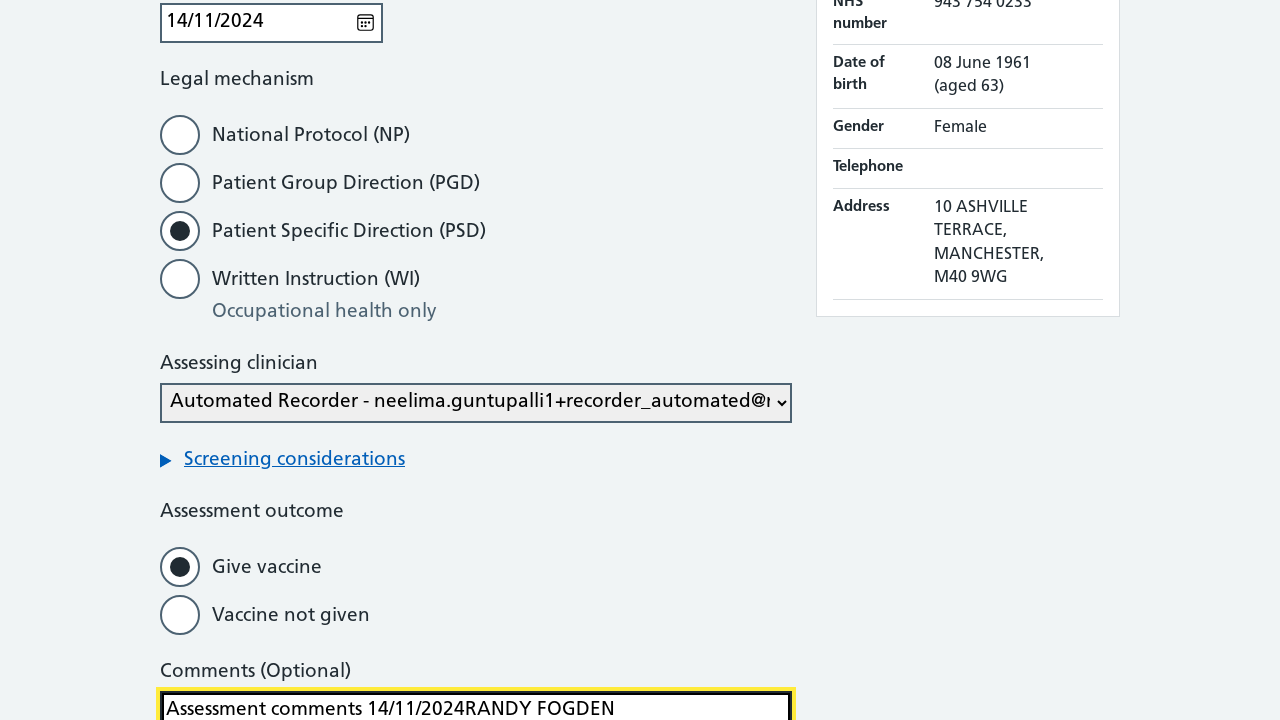 14/11/2024
Legal mechanism
National Protocol (NP)
Patient Group Direction (PGD)
Patient Specific Direction (PSD)
Written Instruction (WI)
Occupational health only
Assessing clinician
Automated Recorder - neelima.guntupalli1+recorder_automated@
Screening considerations
Assessment outcome
Give vaccine
Vaccine not given
Comments (Optional)
Assessment comments 14/11/2024RANDY FOGDEN
NHS number 943 754 0233
Date of birth 08 June 1961 (aged 63)
Gender Female
Telephone
Address 10 ASHVILLE
TERRACE,
MANCHESTER,
M40 9WG